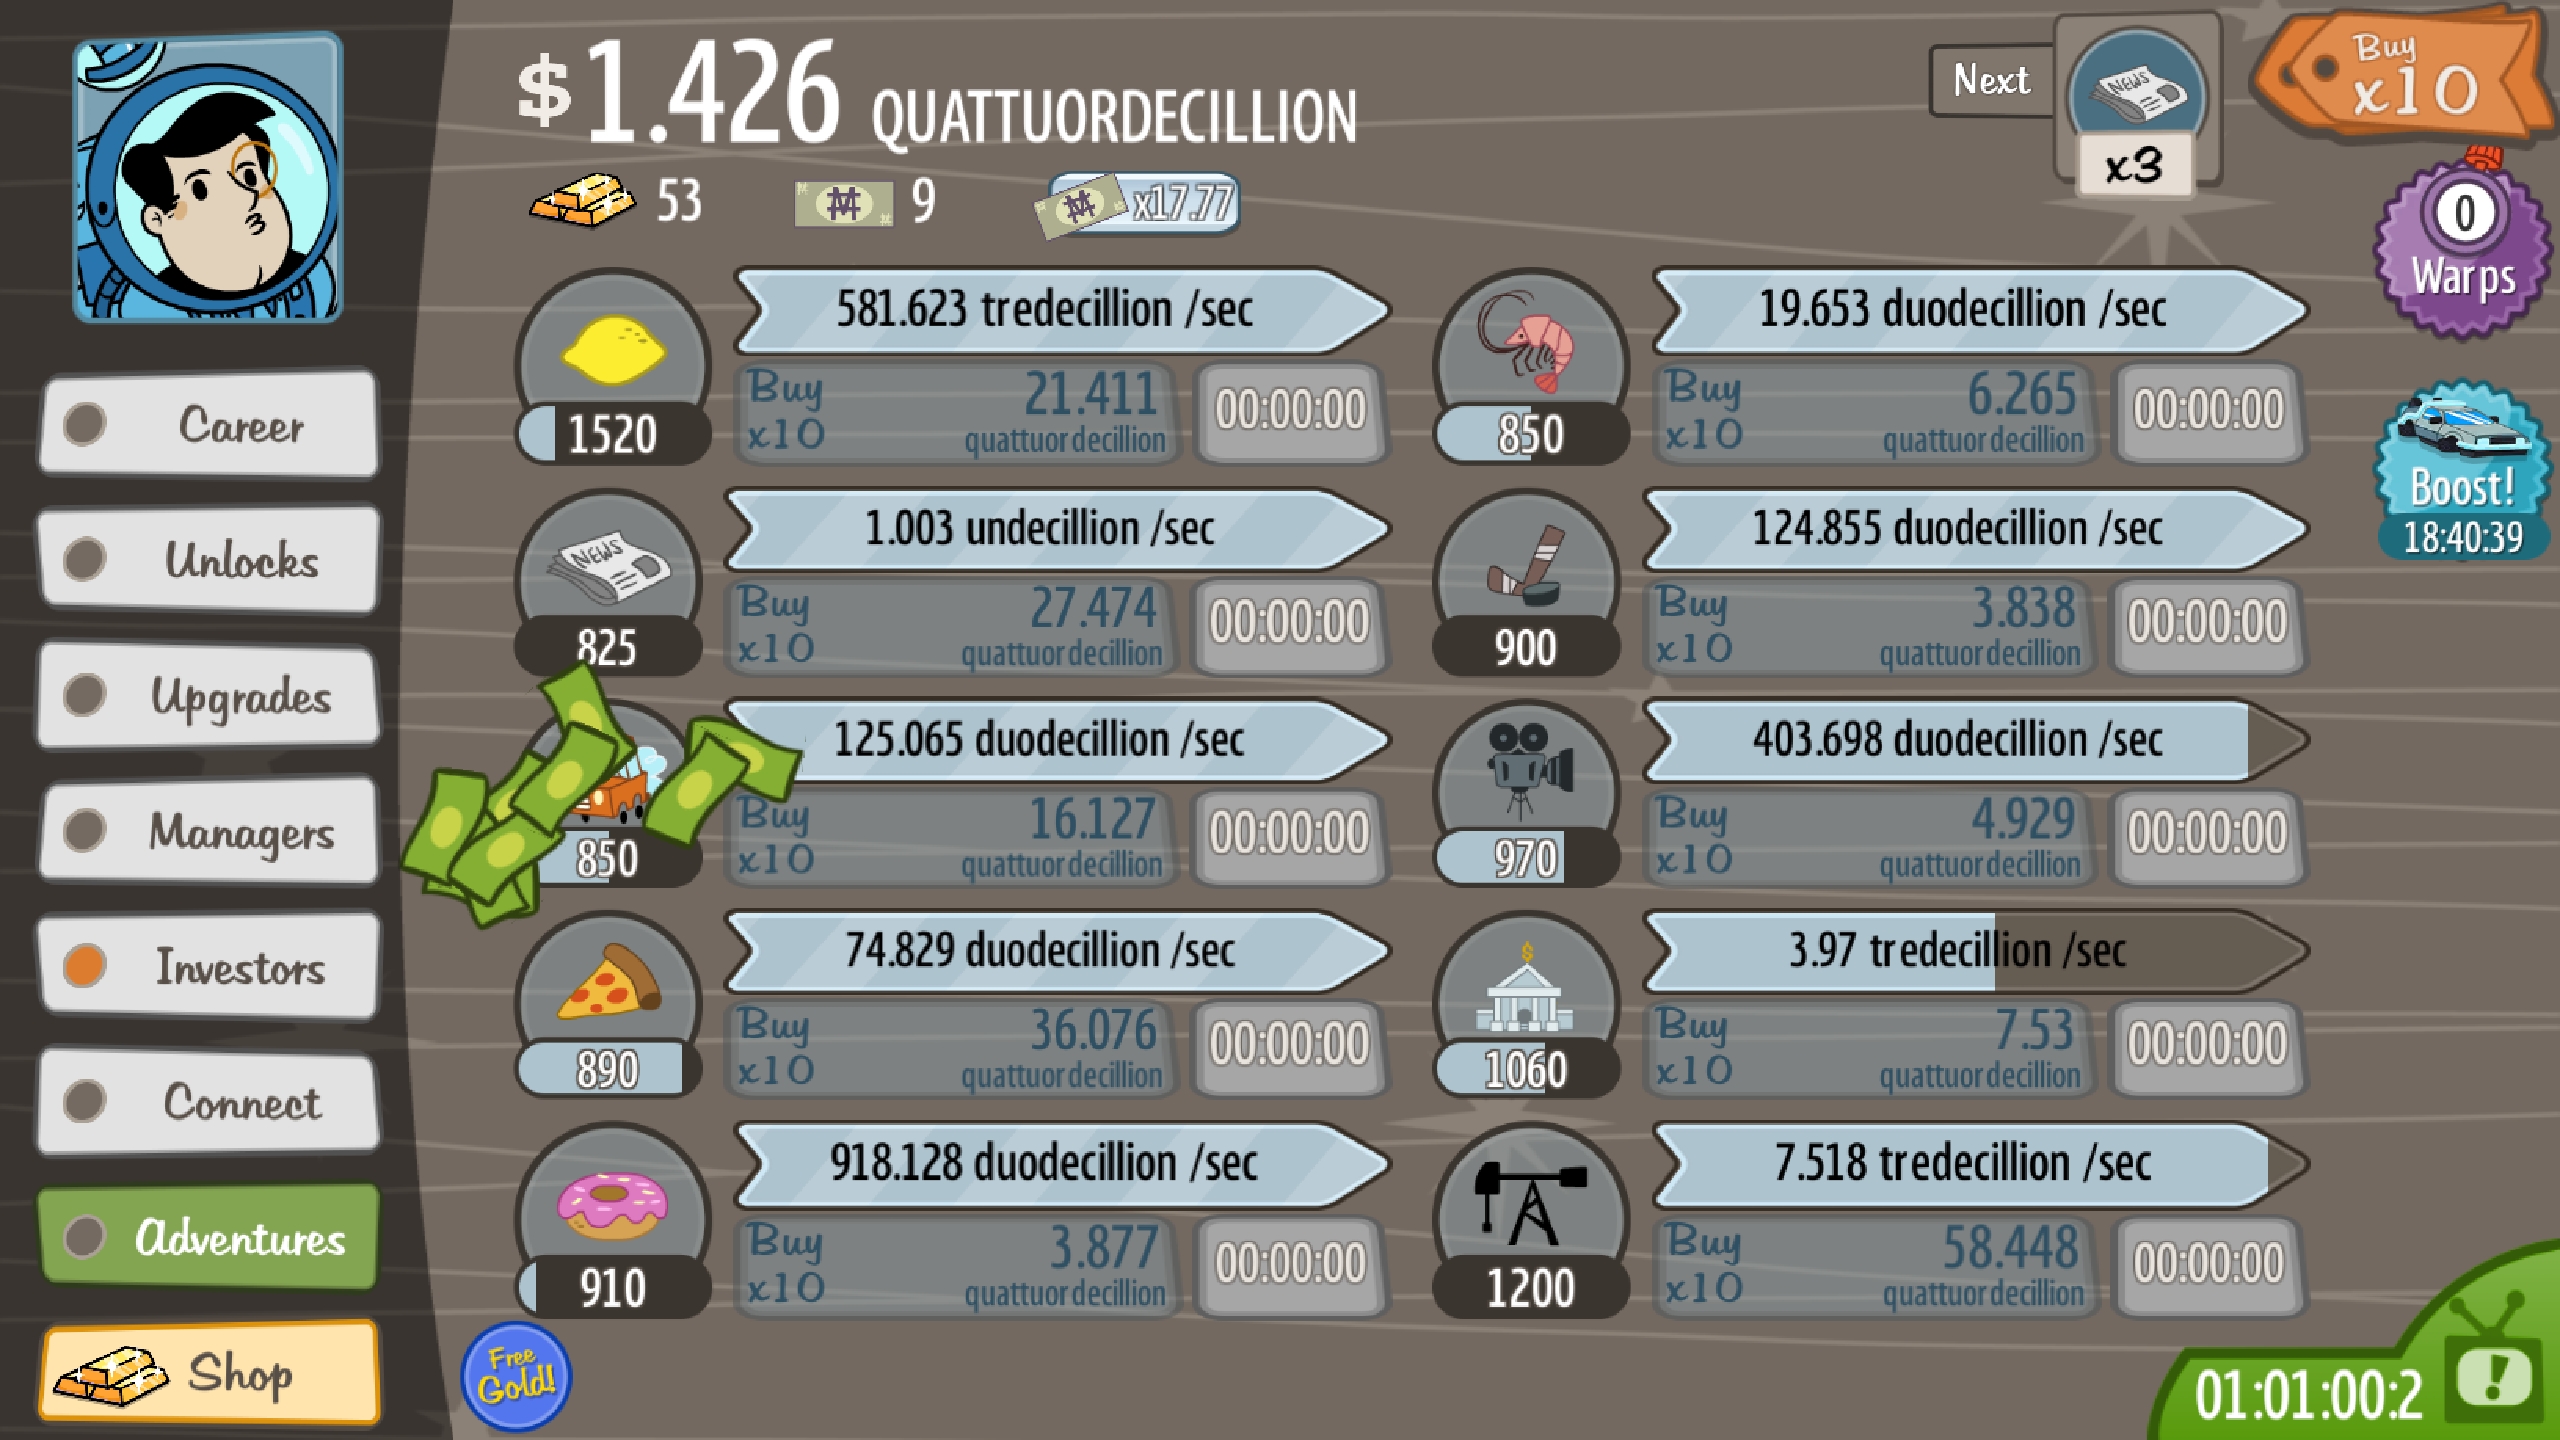 $1.426 QUATTUORDECILLION
53
9
x17.77
Next
NEWS
x3
Buy
x10
0
Warps
Boost!
18:40:39
Career
Unlocks
Upgrades
Managers
Investors
Connect
Adventures
Shop
581.623 tredecillion /sec
1520
Buy
x10
21.411
quattuordecillion
00:00:00
19.653 duodecillion /sec
850
Buy
x10
6.265
quattuordecillion
00:00:00
1.003 undecillion /sec
NEWS
825
Buy
x10
27.474
quattuordecillion
00:00:00
124.855 duodecillion /sec
900
Buy
x10
3.838
quattuordecillion
00:00:00
125.065 duodecillion /sec
850
Buy
x10
16.127
quattuordecillion
00:00:00
403.698 duodecillion /sec
970
Buy
x10
4.929
quattuordecillion
00:00:00
74.829 duodecillion /sec
890
Buy
x10
36.076
quattuordecillion
00:00:00
3.97 tredecillion /sec
$
1060
Buy
x10
7.53
quattuordecillion
00:00:00
918.128 duodecillion /sec
910
Buy
x10
3.877
quattuordecillion
00:00:00
7.518 tredecillion /sec
1200
Buy
x10
58.448
quattuordecillion
00:00:00
Free
Gold!
01:01:00:2
!